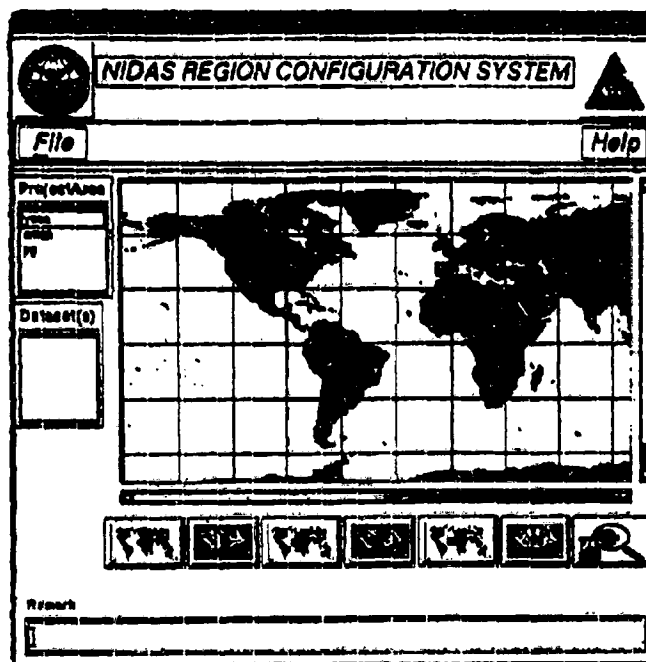 NIDAS REGION CONFIGURATION SYSTEM
File
Help
Project/Area
Dataset(s)
Remark